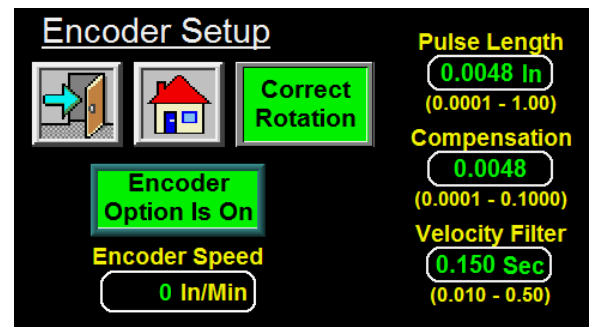 Encoder Setup
Correct
Rotation
Encoder
Option Is On
Encoder Speed
0 In/Min
Pulse Length
0.0048 In
(0.0001 - 1.00)
Compensation
0.0048
(0.0001 - 0.1000)
Velocity Filter
0.150 Sec
(0.010 - 0.50)